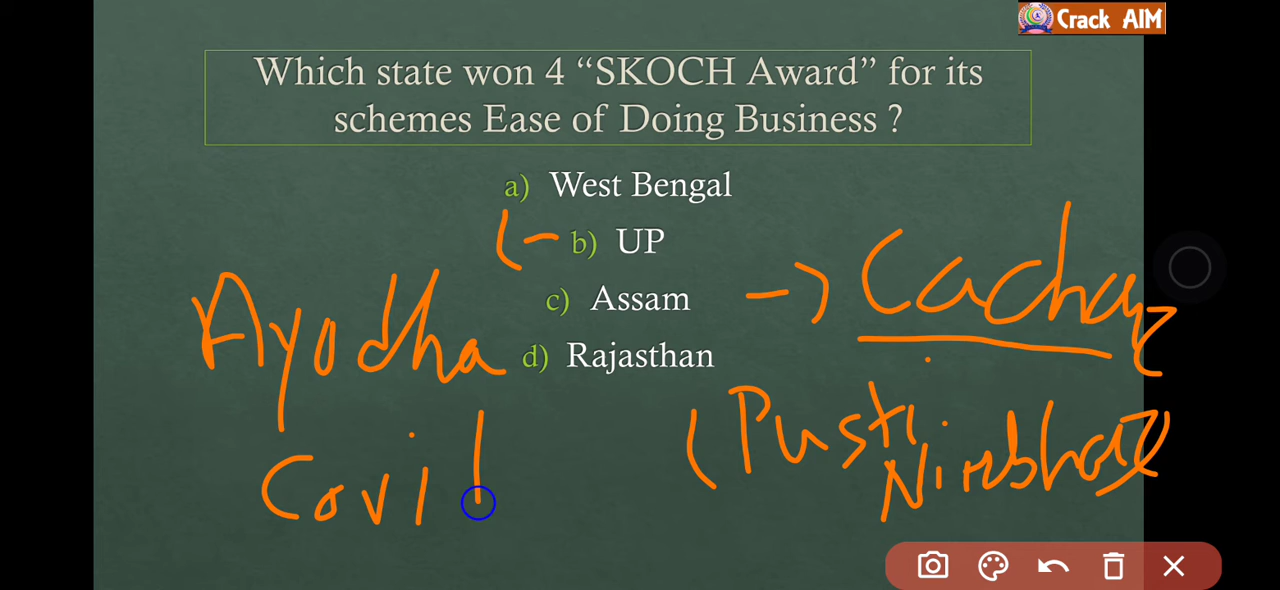 Crack AIM
Which state won 4 “SKOCH Award” for its
schemes Ease of Doing Business ?
a) West Bengal
b) UP
c) Assam
d) Rajasthan
Cachar
Ayodha
(Pusti
Nirbhar
Covi